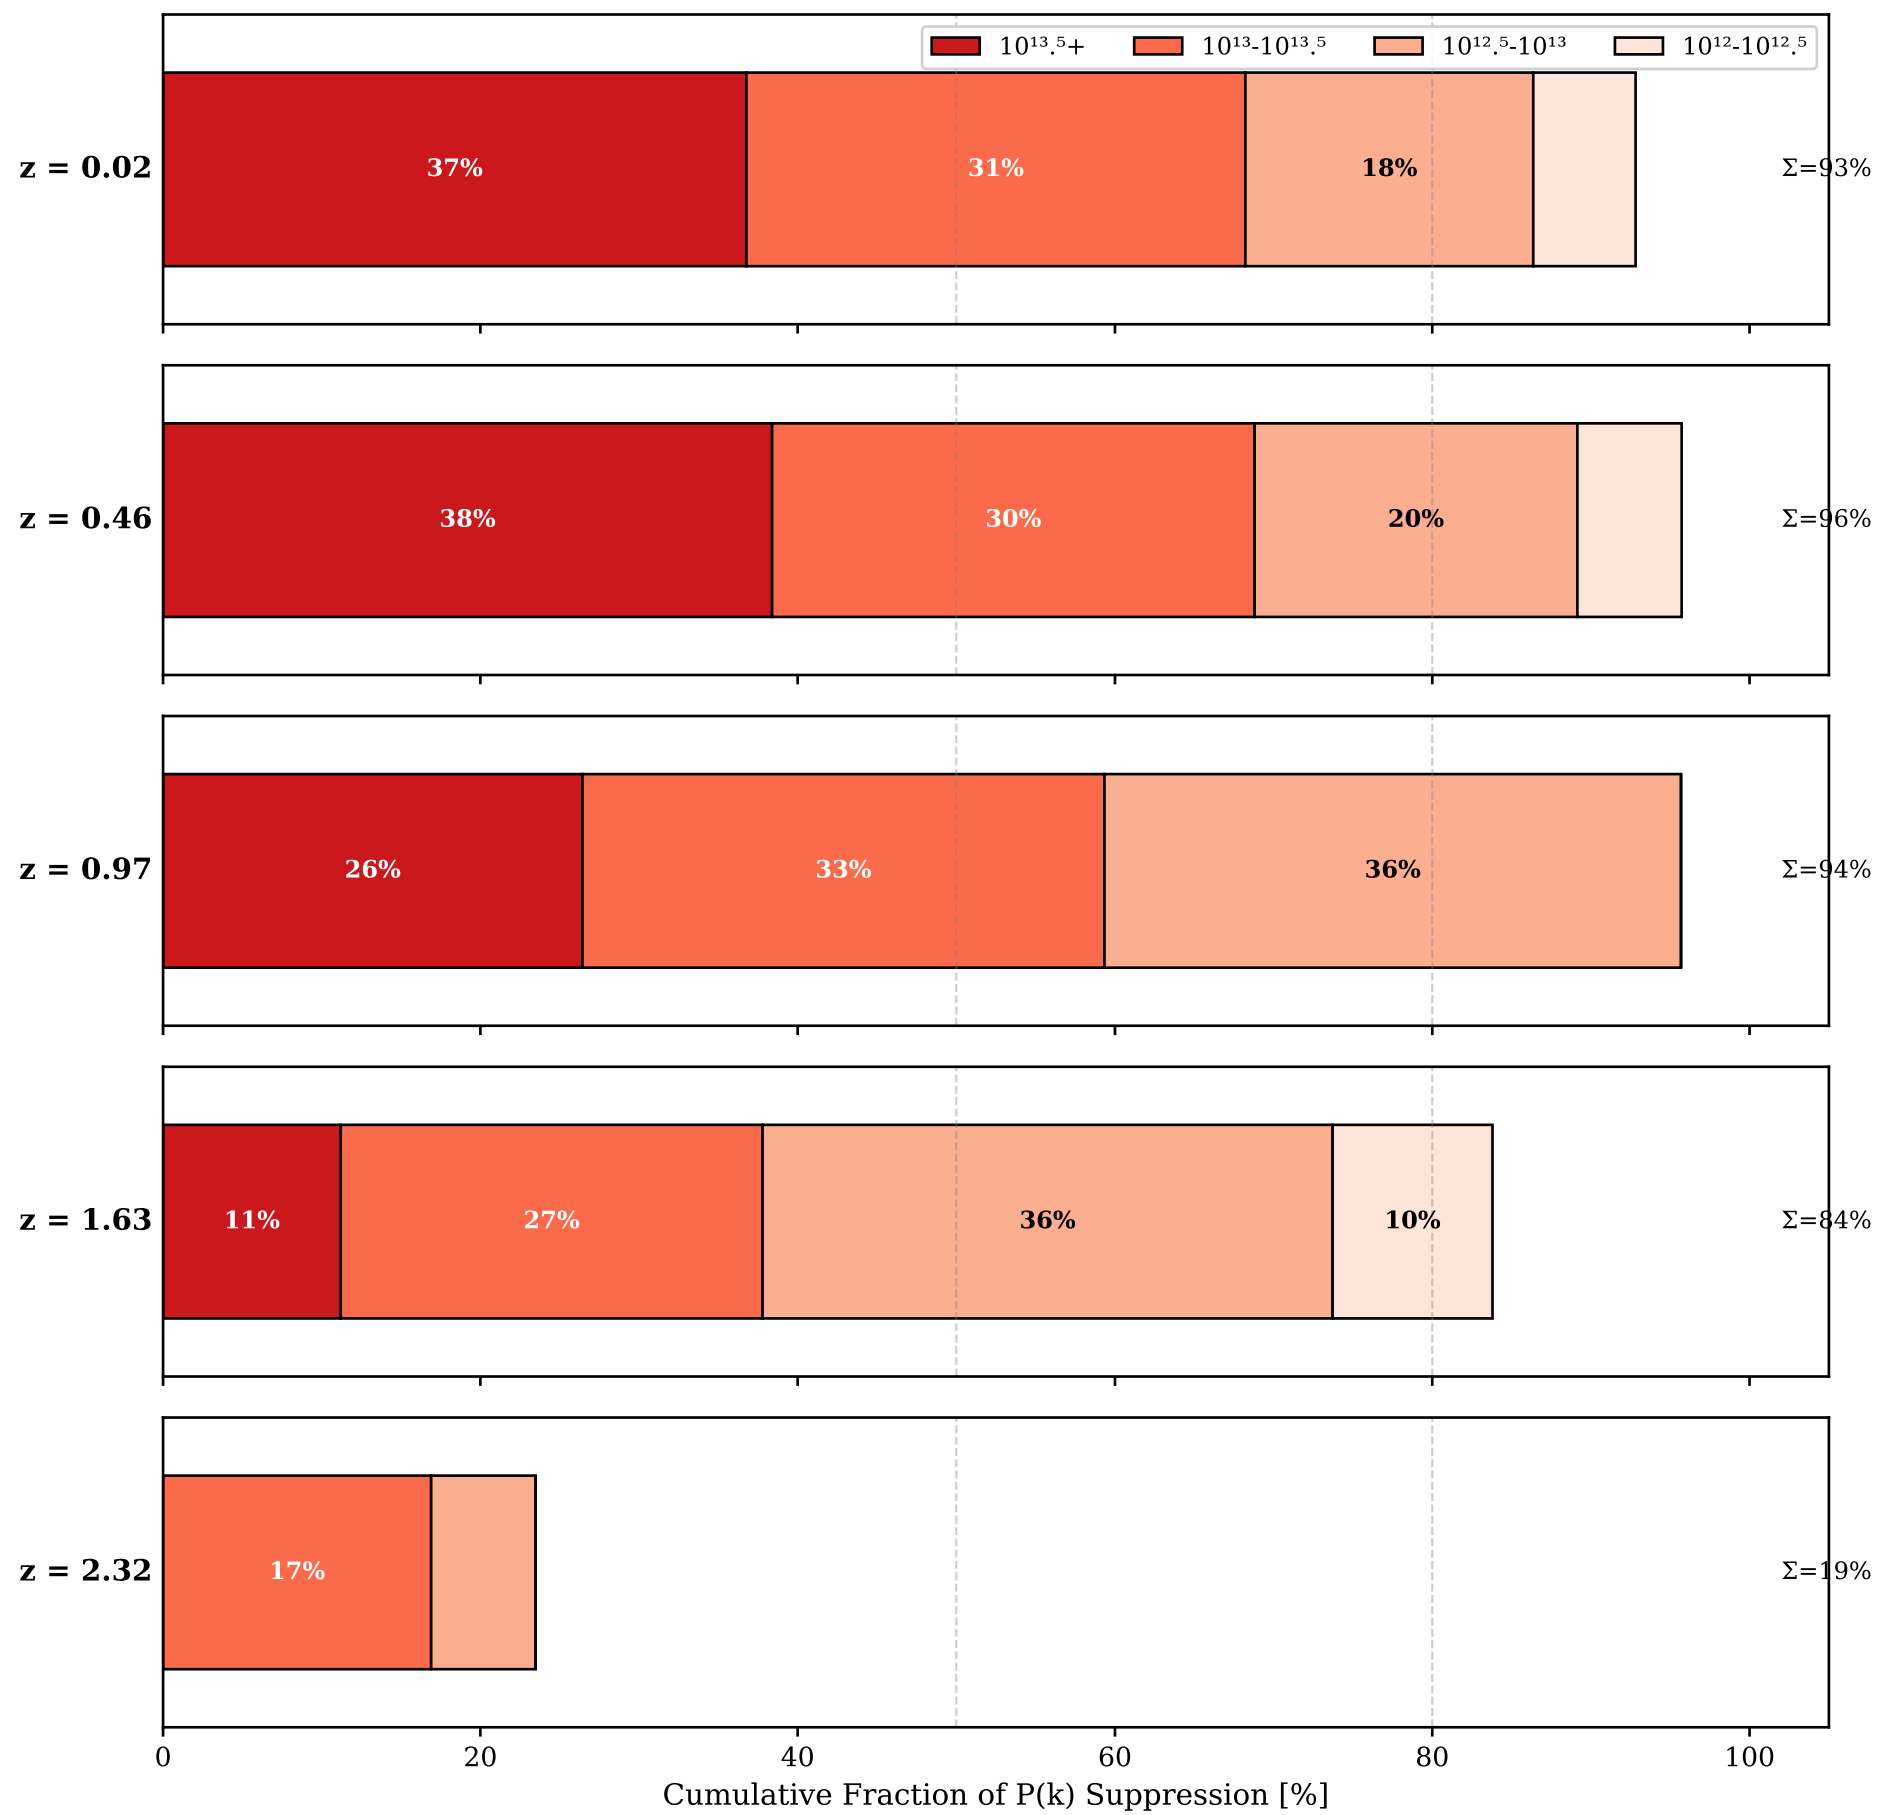 10¹³·⁵+ 10¹³-10¹³·⁵ 10¹²·⁵-10¹³ 10¹²-10¹²·⁵
z = 0.02 37% 31% 18% Σ=93%
z = 0.46 38% 30% 20% Σ=96%
z = 0.97 26% 33% 36% Σ=94%
z = 1.63 11% 27% 36% 10% Σ=84%
z = 2.32 17% Σ=19%
0 20 40 60 80 100
Cumulative Fraction of P(k) Suppression [%]